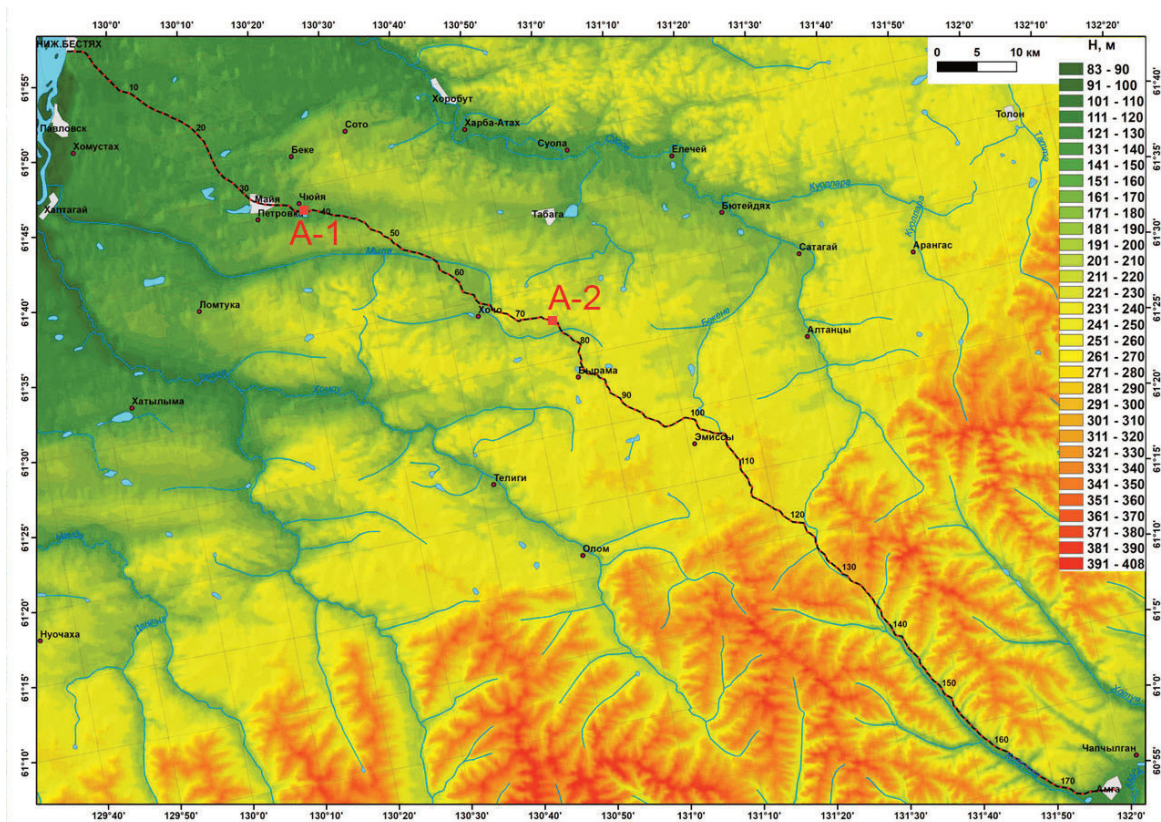 130°0' 130°10' 130°20' 130°30' 130°40' 130°50' 131°0' 131°10' 131°20' 131°30' 131°40' 131°50' 132°0' 132°10' 132°20'
НИЖ.БЕСТЯХ
0 5 10 км
Н, м
83 - 90
91 - 100
101 - 110
111 - 120
121 - 130
131 - 140
141 - 150
151 - 160
161 - 170
171 - 180
181 - 190
191 - 200
201 - 210
211 - 220
221 - 230
231 - 240
241 - 250
251 - 260
261 - 270
271 - 280
281 - 290
291 - 300
301 - 310
311 - 320
321 - 330
331 - 340
341 - 350
351 - 360
361 - 370
371 - 380
381 - 390
391 - 408
61°55'
61°50'
61°45'
61°40'
61°35'
61°30'
61°25'
61°20'
61°15'
61°10'
61°40'
61°35'
61°30'
61°25'
61°20'
61°15'
61°10'
61°5'
61°0'
60°55'
10
Хоробут
Толон
Павловск
20
Сото
Харба-Атах
Татта
Хомустах
Беке
Суола
Елечей
30
Майя
Чюйя
Куоллара
Хаптагай
Петровка
40
Табага
Бютейдях
Куоллара
А-1
50
Сатагай
Арангас
60
Ломтука
Хочо
70
А-2
Алтанцы
80
Бырама
Хатылыма
90
100
Эмиссы
110
Телиги
120
Олом
130
Нуочаха
140
150
160
Чапчылган
170
Амга
129°40' 129°50' 130°0' 130°10' 130°20' 130°30' 130°40' 130°50' 131°0' 131°10' 131°20' 131°30' 131°40' 131°50' 132°0'